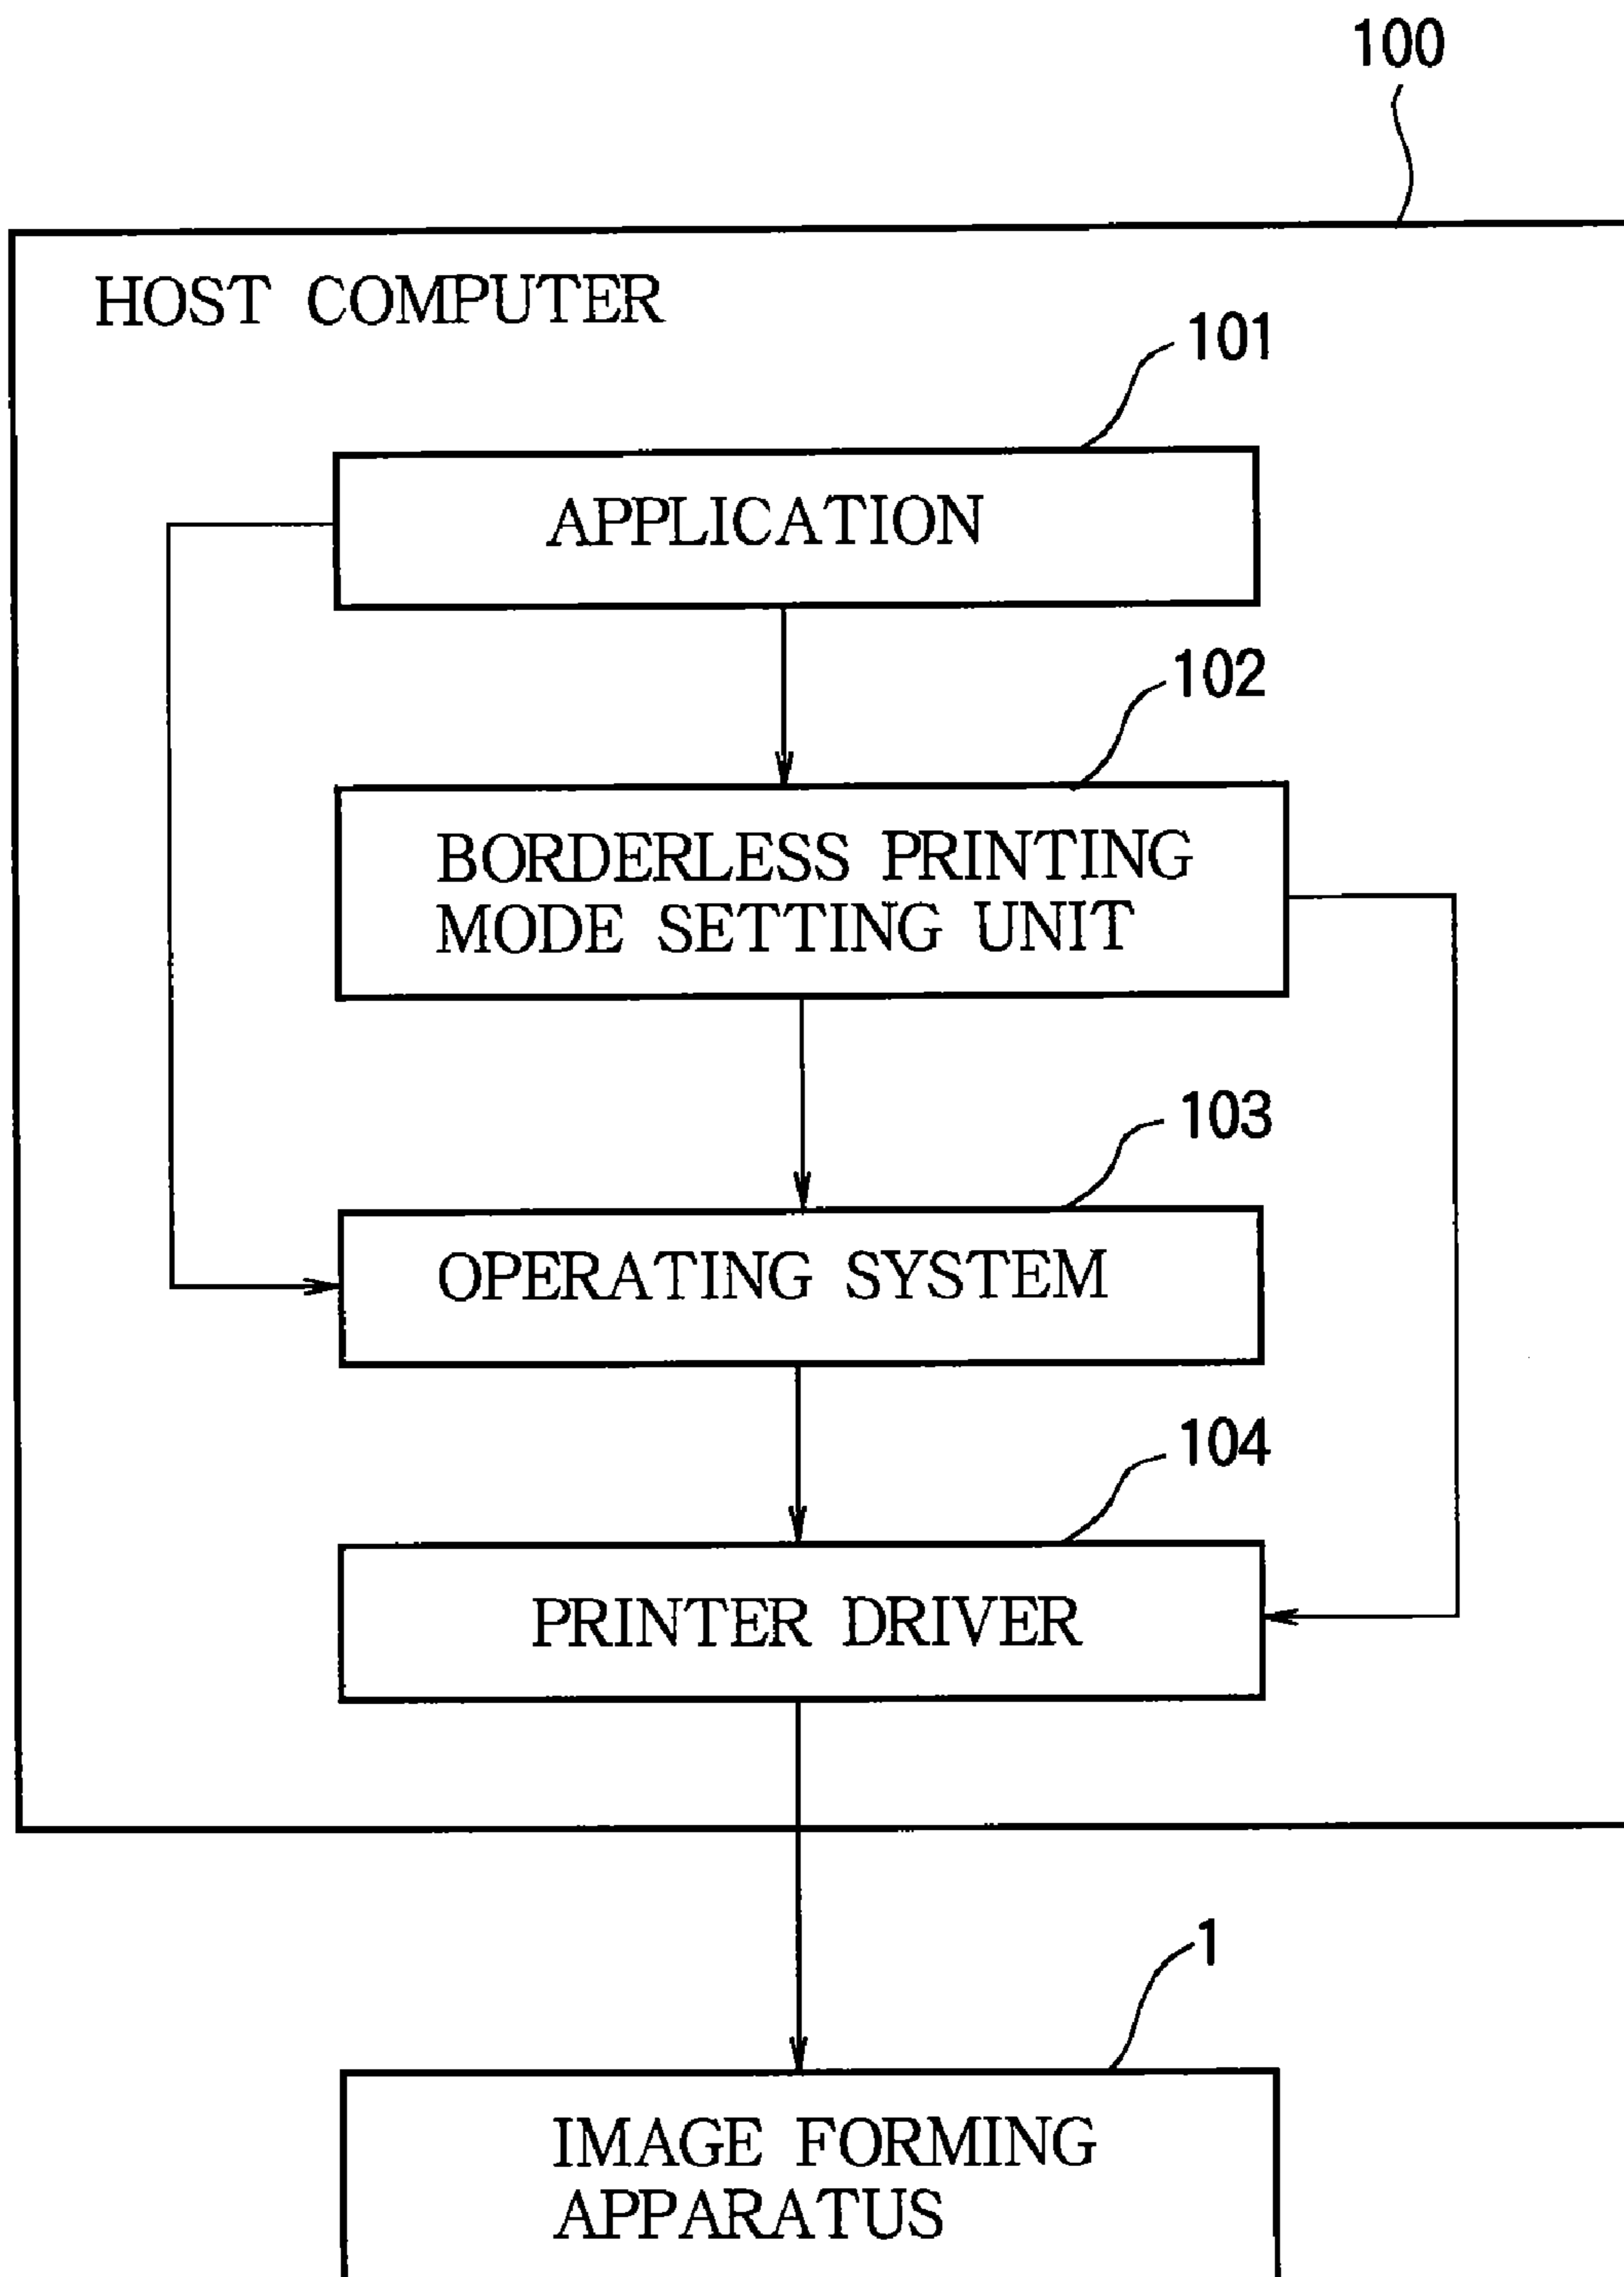 100
HOST COMPUTER
101
APPLICATION
102
BORDERLESS PRINTING
MODE SETTING UNIT
103
OPERATING SYSTEM
104
PRINTER DRIVER
1
IMAGE FORMING
APPARATUS